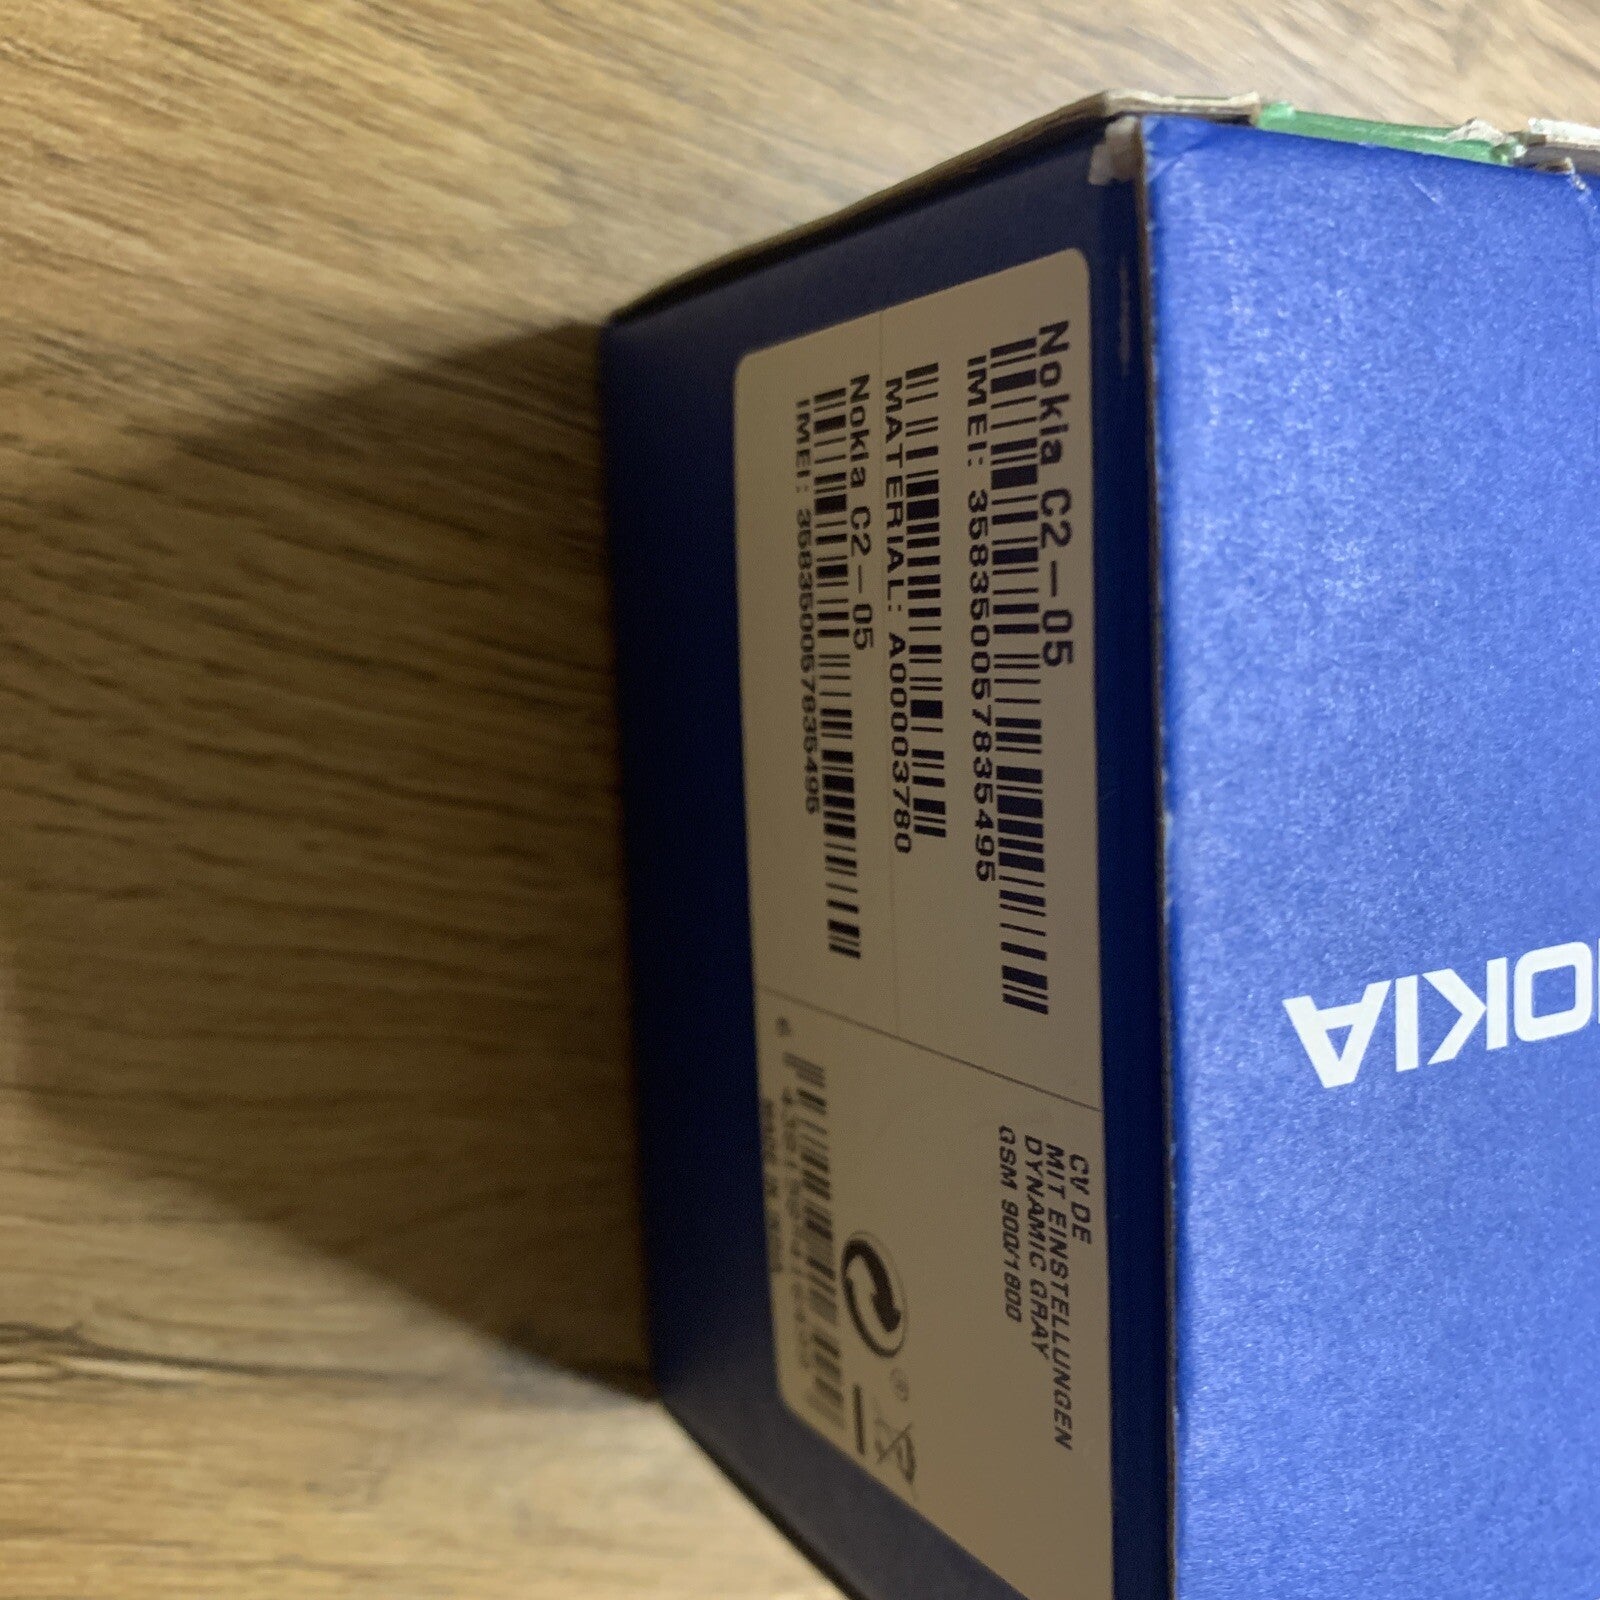 Nokia C2-05
IMEI: 358350057835495
MATERIAL: A00003780
Nokia C2-05
IMEI: 358350057835495
CV DE
MIT EINSTELLUNGEN
DYNAMIC GRAY
GSM 900/1800
NOKIA